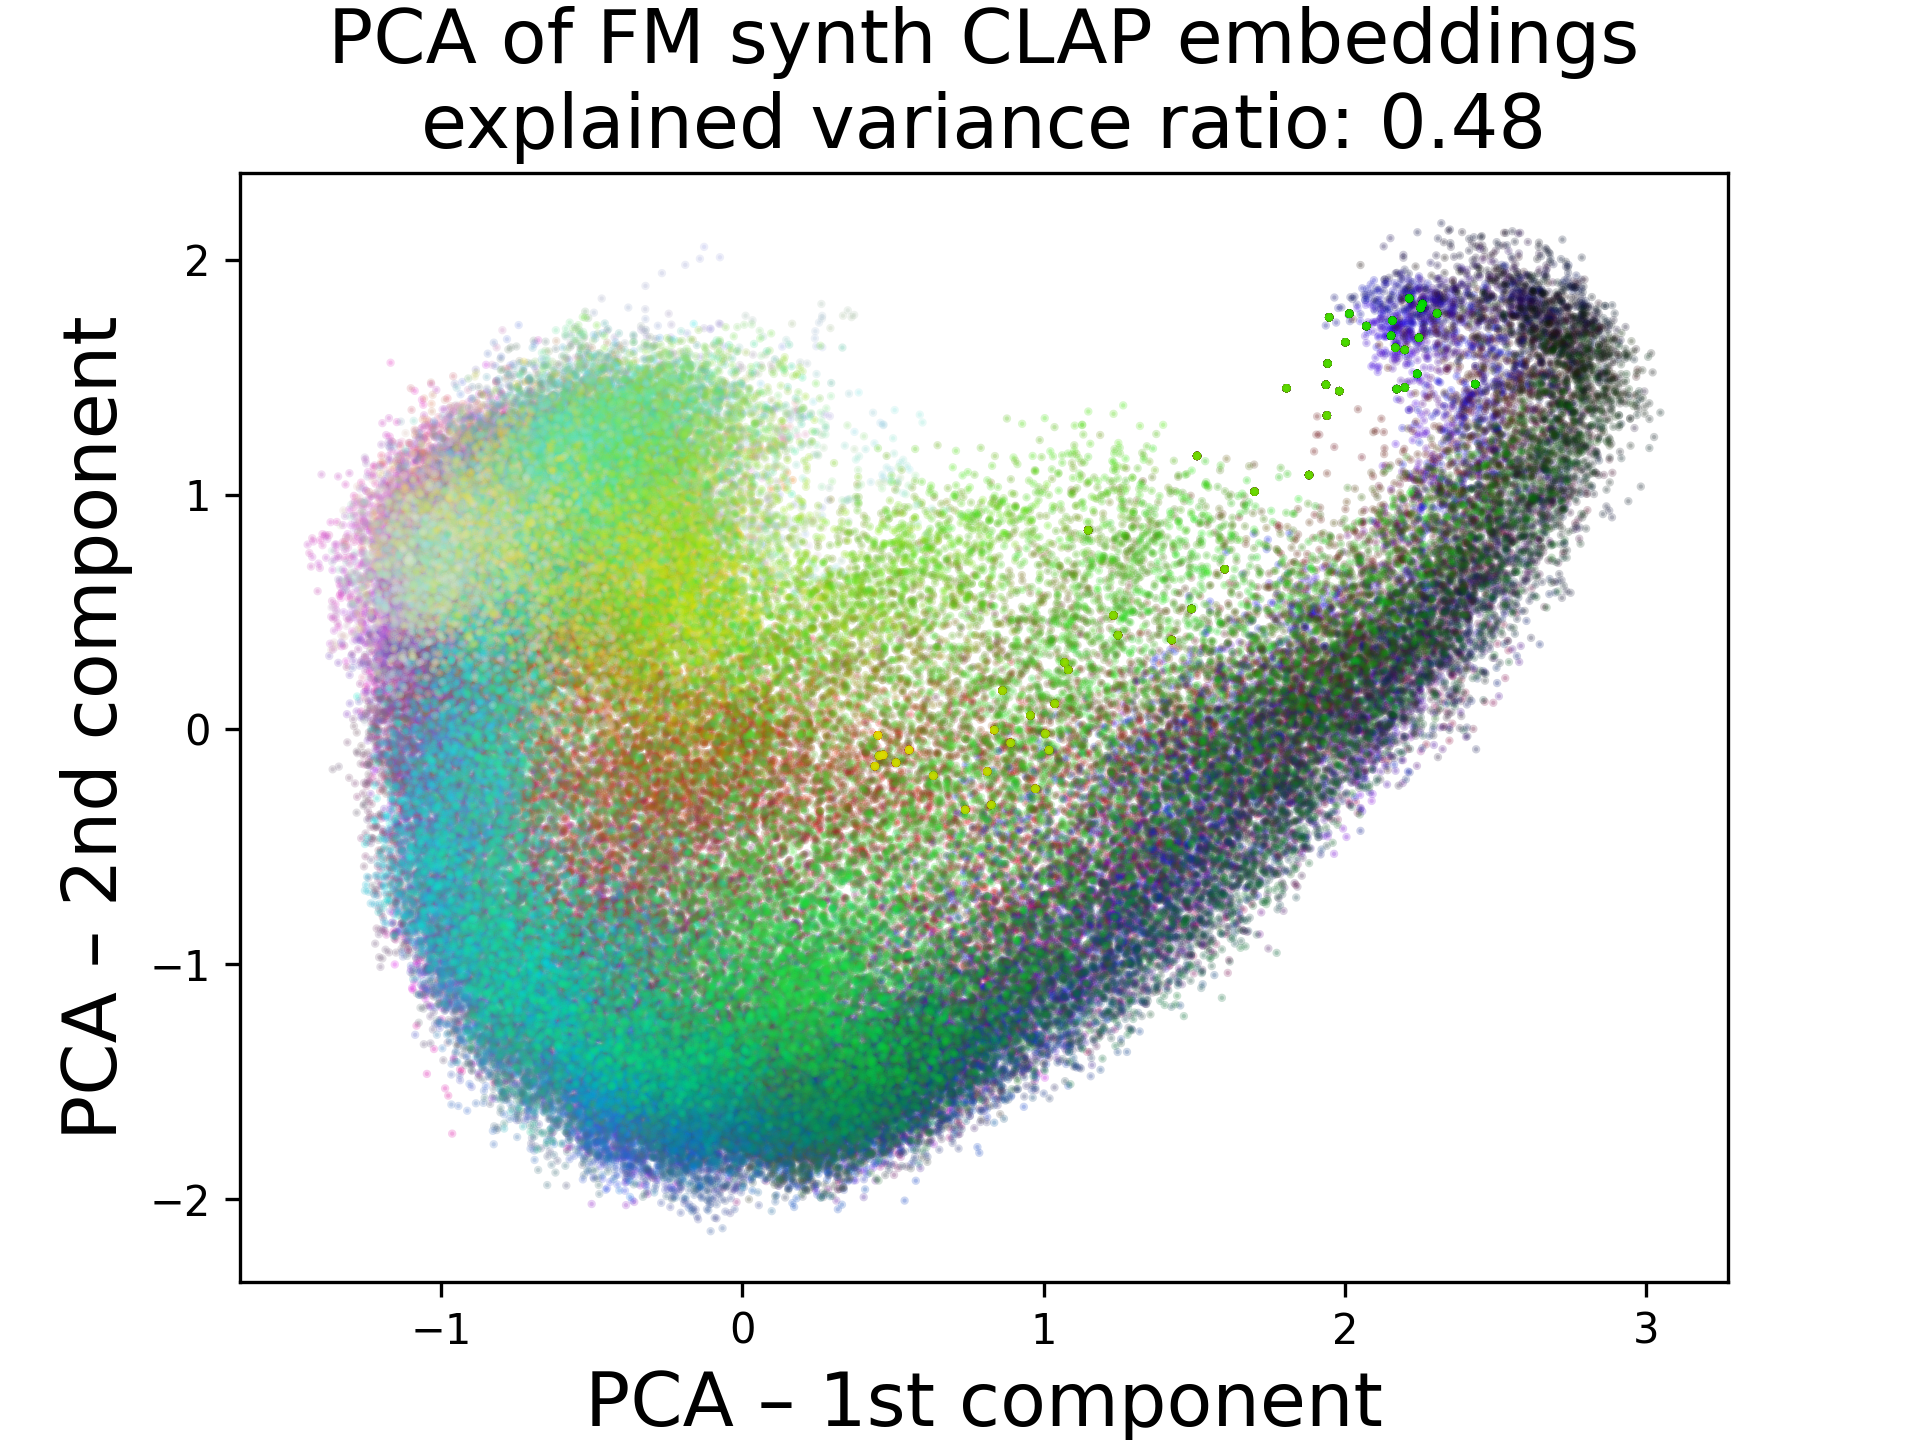 PCA of FM synth CLAP embeddings
explained variance ratio: 0.48
PCA – 2nd component
2
1
0
−1
−2
−1
0
1
2
3
PCA – 1st component